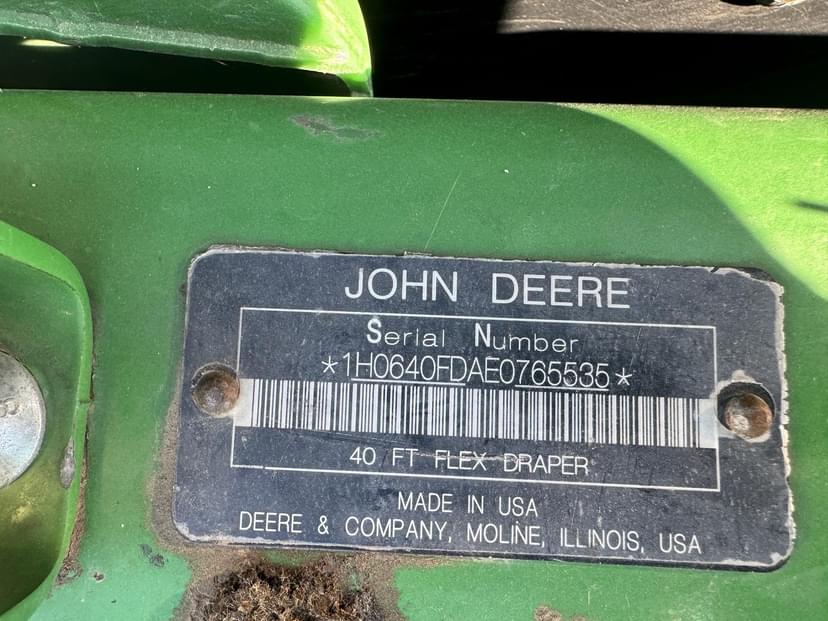 JOHN DEERE
Serial Number
*1H0640FDAE0765535*
40 FT FLEX DRAPER
MADE IN USA
DEERE & COMPANY, MOLINE, ILLINOIS, USA